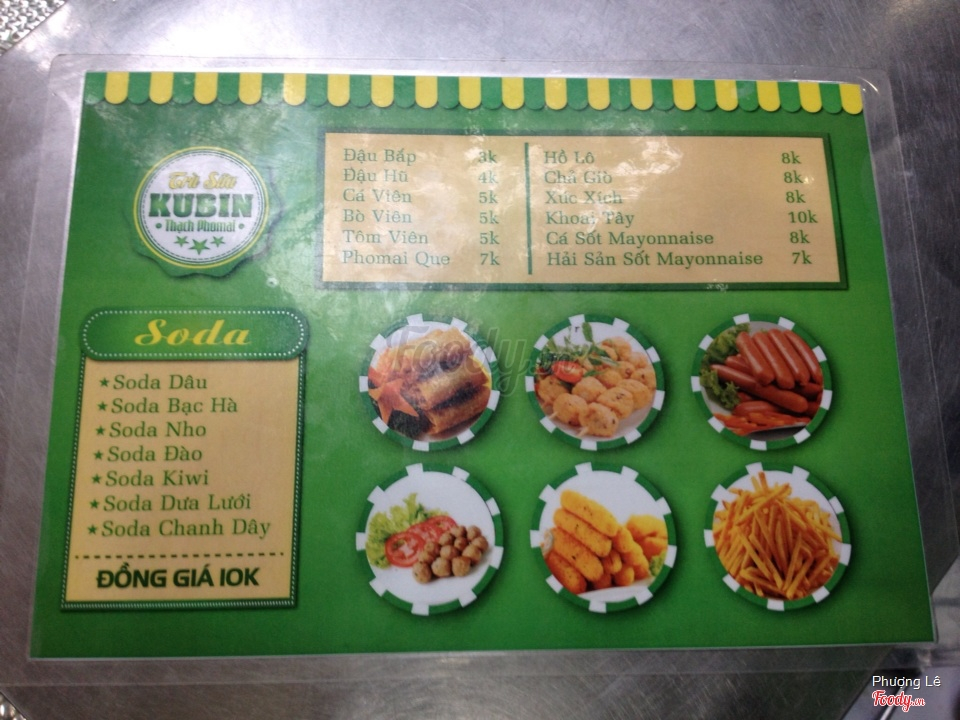 Trà Sữa
KUBIN
Thạch Phomai
Đậu Bắp 3k
Đậu Hũ 4k
Cá Viên 5k
Bò Viên 5k
Tôm Viên 5k
Phomai Que 7k
Hồ Lô 8k
Chả Giò 8k
Xúc Xích 8k
Khoai Tây 10k
Cá Sốt Mayonnaise 8k
Hải Sản Sốt Mayonnaise 7k
Soda
Soda Dâu
Soda Bạc Hà
Soda Nho
Soda Đào
Soda Kiwi
Soda Dưa Lưới
Soda Chanh Dây
ĐỒNG GIÁ 10K
Foody.vn
Phượng Lê
Foody.vn